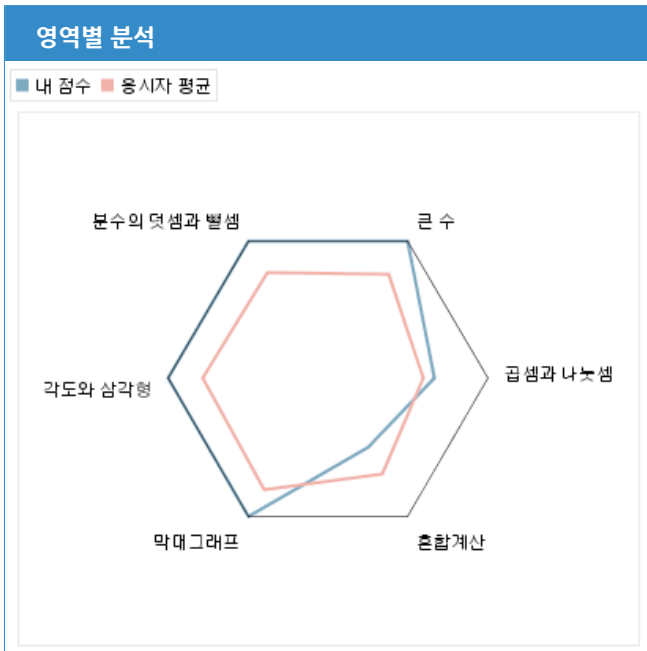 영역별 분석
내 점수 응시자 평균
분수의 덧셈과 뺄셈 큰 수
각도와 삼각형 곱셈과 나눗셈
막대그래프 혼합계산